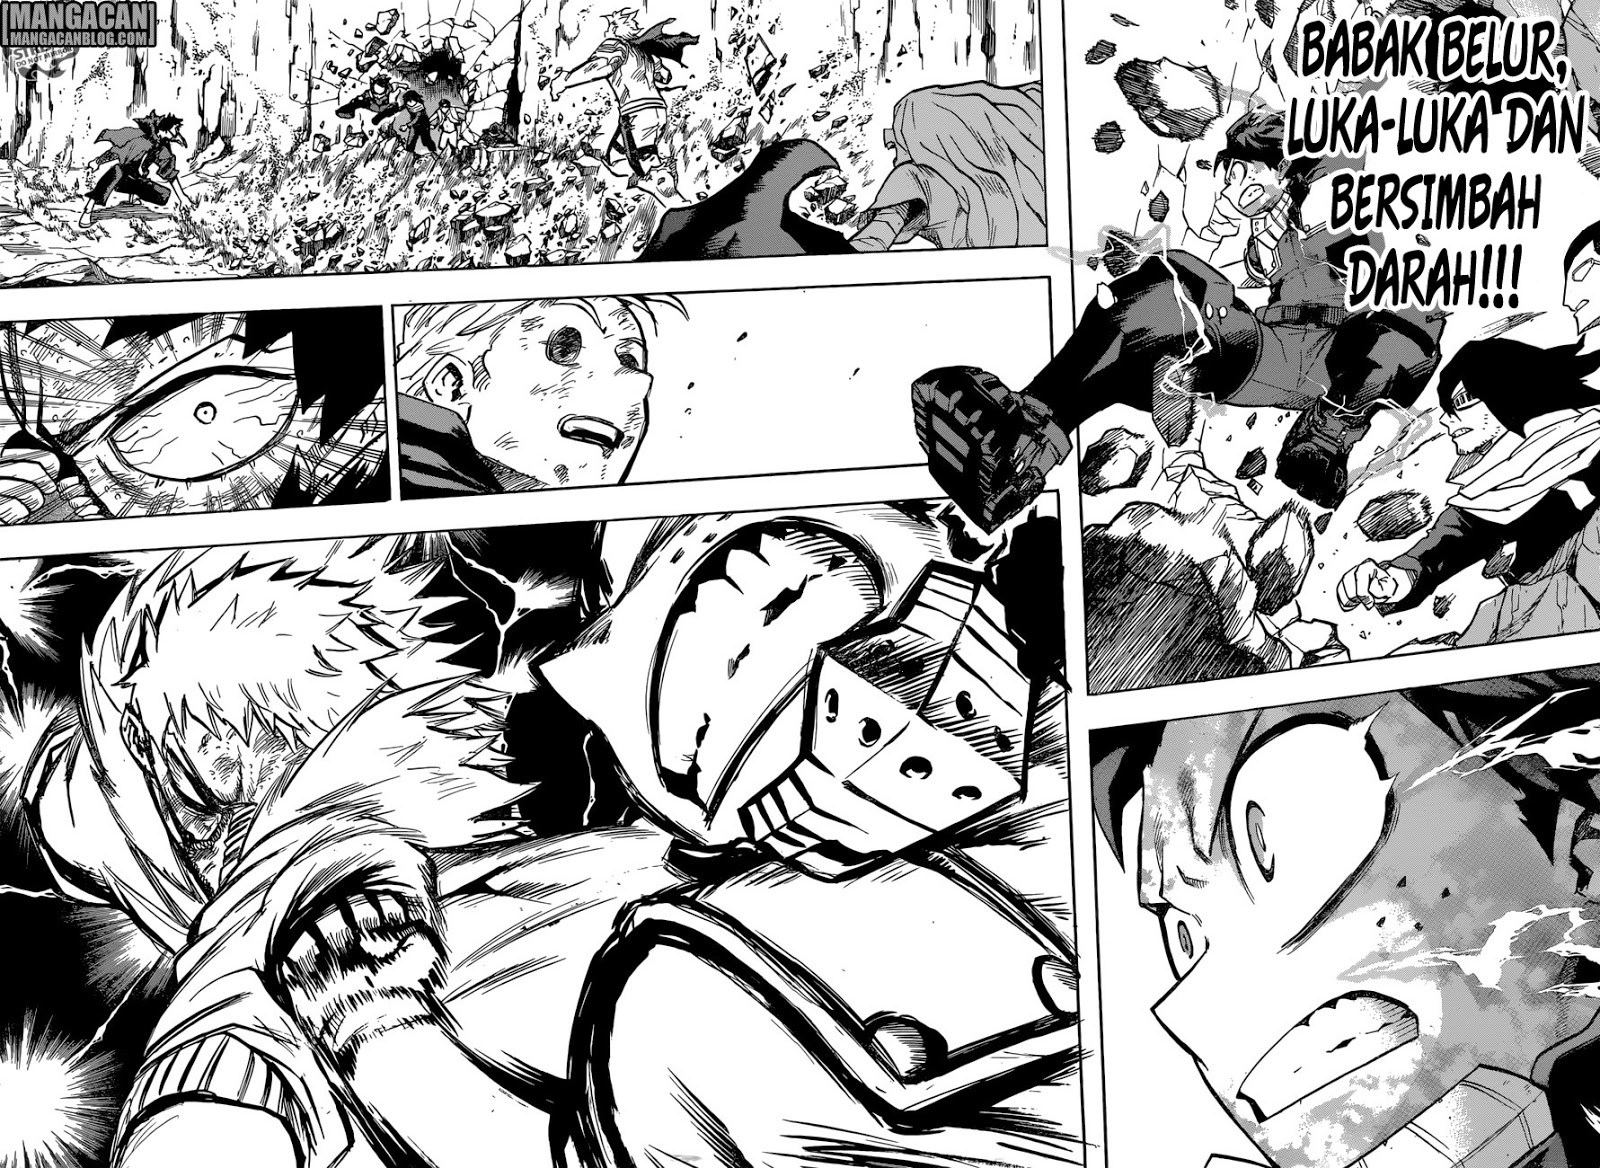 MANGACAN
MANGACANBLOG.COM
BABAK BELUR,
LUKA-LUKA DAN
BERSIMBAH
DARAH!!!